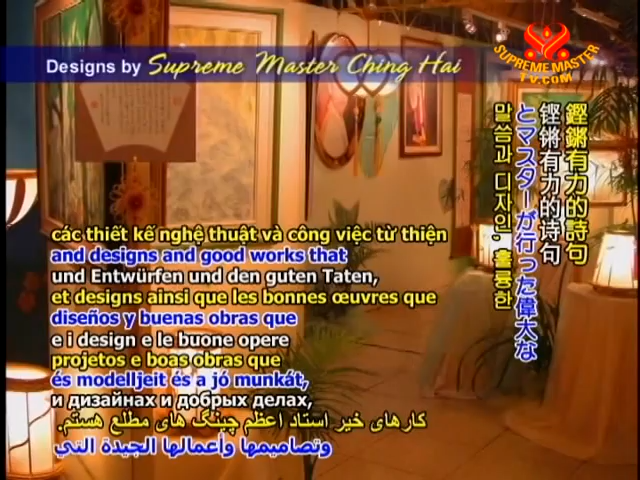 Designs by Supreme Master Ching Hai
SUPREME MASTER
TV.COM
鏗鏘有力的詩句
铿锵有力的诗句
とマスターが行った偉大な
말씀과 디자인, 훌륭한
các thiết kế nghệ thuật và công việc từ thiện
and designs and good works that
und Entwürfen und den guten Taten,
et designs ainsi que les bonnes œuvres que
diseños y buenas obras que
e i design e le buone opere
projetos e boas obras que
és modelljeit és a jó munkát,
и дизайнах и добрых делах,
کارهای خیر استاد اعظم چینگ های مطلع هستم.
وتصاميمها وأعمالها الجيدة التي